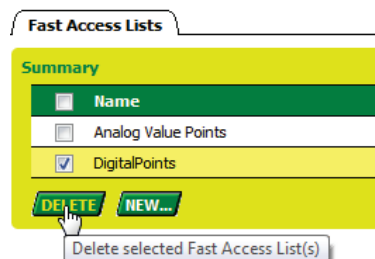 Fast Access Lists
Summary
Name
Analog Value Points
DigitalPoints
DELETE NEW...
Delete selected Fast Access List(s)